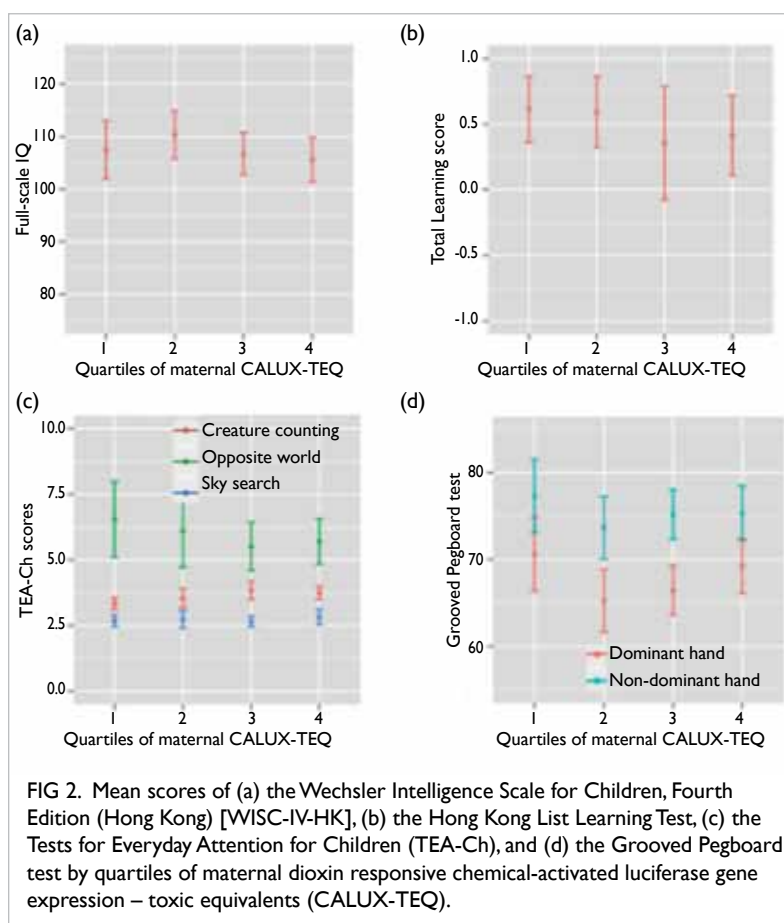 (a)
120
110
100
90
80
Full-scale IQ
1 2 3 4
Quartiles of maternal CALUX-TEQ
(b)
1.0
0.5
0.0
-0.5
-1.0
Total Learning score
1 2 3 4
Quartiles of maternal CALUX-TEQ
(c)
10.0
7.5
5.0
2.5
0.0
TEA-Ch scores
Creature counting
Opposite world
Sky search
1 2 3 4
Quartiles of maternal CALUX-TEQ
(d)
80
70
60
Grooved Pegboard test
Dominant hand
Non-dominant hand
1 2 3 4
Quartiles of maternal CALUX-TEQ
FIG 2. Mean scores of (a) the Wechsler Intelligence Scale for Children, Fourth
Edition (Hong Kong) [WISC-IV-HK], (b) the Hong Kong List Learning Test, (c) the
Tests for Everyday Attention for Children (TEA-Ch), and (d) the Grooved Pegboard
test by quartiles of maternal dioxin responsive chemical-activated luciferase gene
expression – toxic equivalents (CALUX-TEQ).